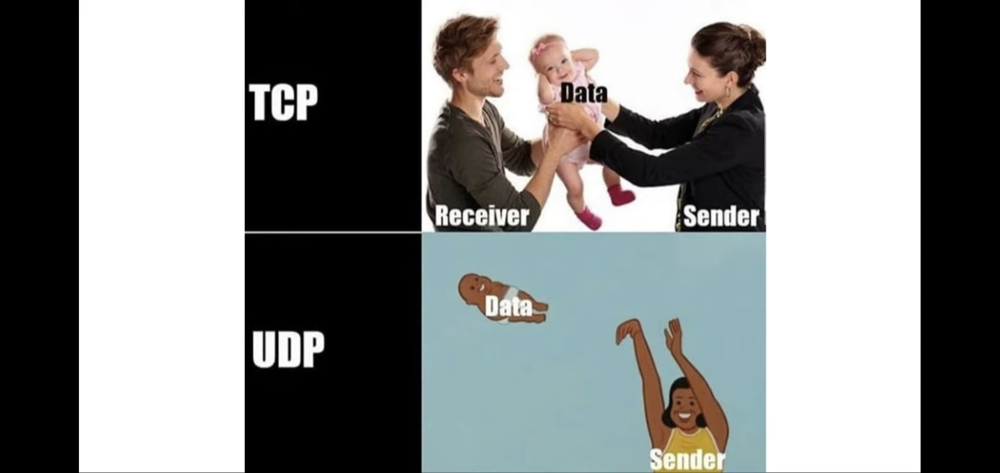 TCP
Data
Receiver
Sender
UDP
Data
Sender